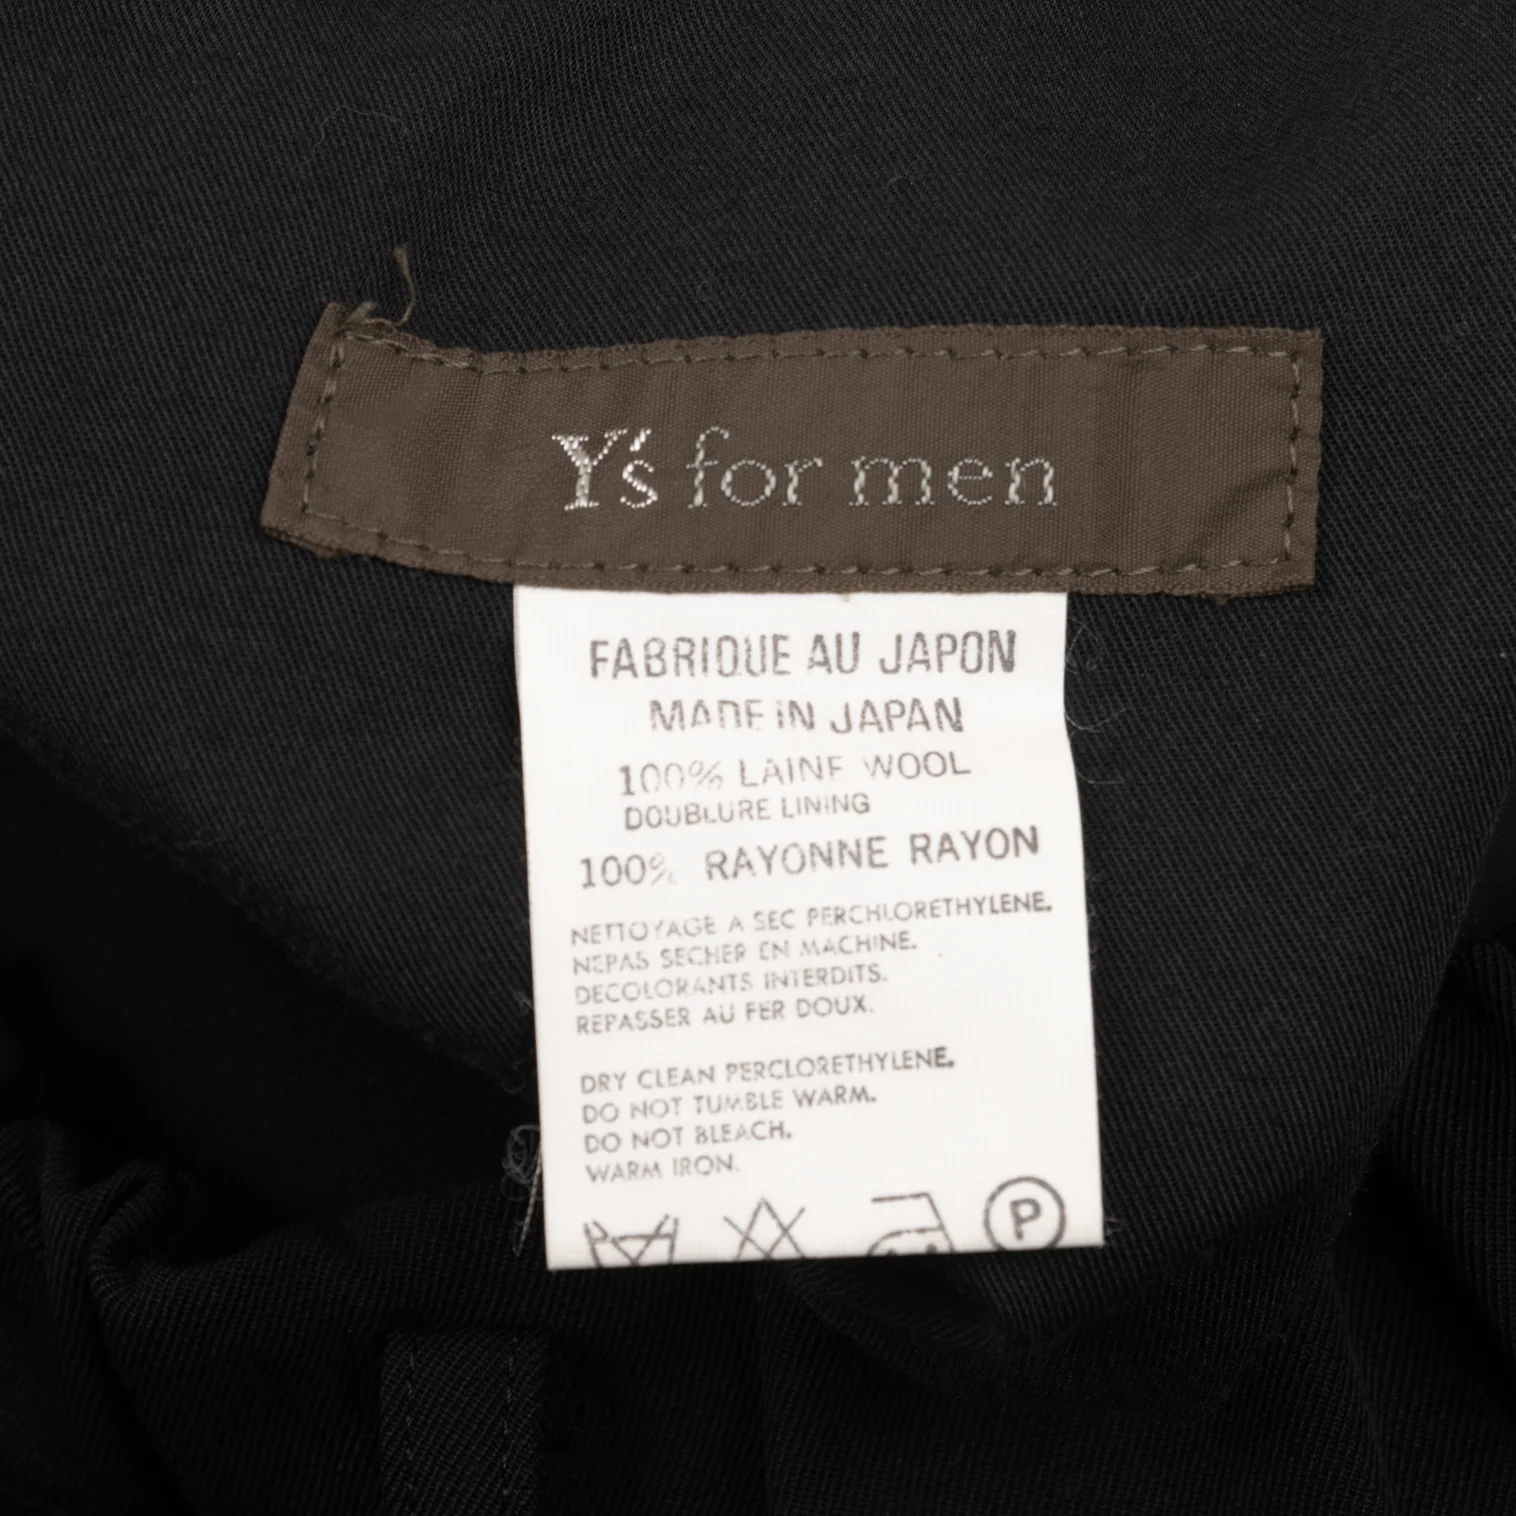 Y's for men
FABRIQUE AU JAPON
MADE IN JAPAN
100% LAINE WOOL
DOUBLURE LINING
100% RAYONNE RAYON
NETTOYAGE A SEC PERCHLORETHYLENE.
NEPAS SECHER EN MACHINE.
DECOLORANTS INTERDITS.
REPASSER AU FER DOUX.
DRY CLEAN PERCLORETHYLENE.
DO NOT TUMBLE WARM.
DO NOT BLEACH.
WARM IRON.
P